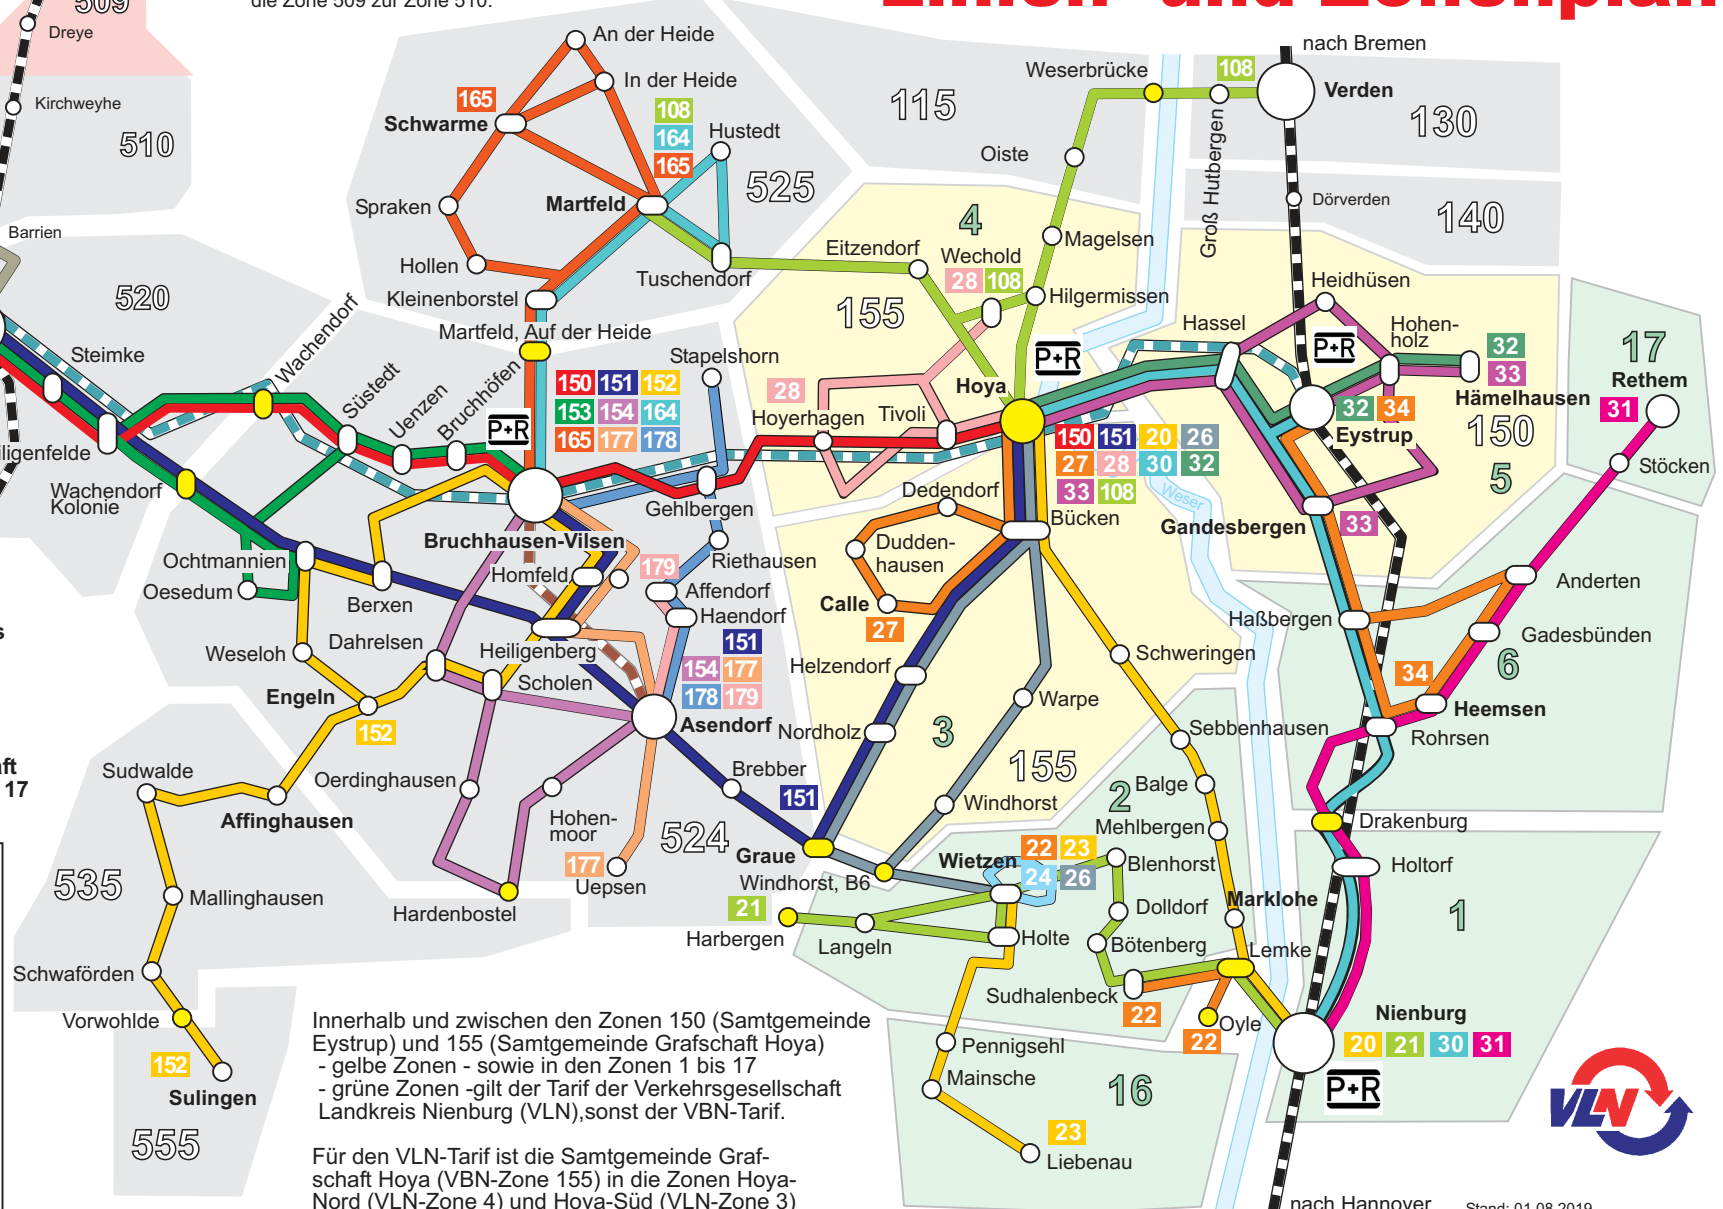 509
Dreye
die Zone 509 zur Zone 510.
Linien- und Zonenplan
Kirchweyhe
510
Barrien
An der Heide
In der Heide
165
Schwarme
108
164
165
Hustedt
525
Martfeld
Spraken
Hollen
Tuschendorf
Kleinenborstel
Martfeld, Auf der Heide
115
Weserbrücke
108
nach Bremen
Verden
130
Oiste
Groß Hutbergen
Dörverden
140
4
Eitzendorf
Wechold
28 108
Magelsen
Hilgermissen
155
520
Steimke
Wachendorf
Süstedt
Uenzen
Bruchhöfen
P+R
150 151 152
153 154 164
165 177 178
Stapelshorn
28
Hoyerhagen
Tivoli
Hoya
P+R
Hassel
Heidhüsen
P+R
Hohen-
holz
32
33
Hämelhausen
17
Rethem
31
32 34
Eystrup
150
5
Stöcken
iligenfelde
Wachendorf
Kolonie
Gehlbergen
150 151 20 26
27 28 30 32
33 108
Weser
Dedendorf
Bücken
Gandesbergen
33
Bruchhausen-Vilsen
Ochtmannien
Oesedum
Berxen
Homfeld
179
Riethausen
Affendorf
Haendorf
Dudden-
hausen
Calle
27
Anderten
Haßbergen
Gadesbünden
6
s
Weseloh
Dahrelsen
Heiligenberg
Scholen
151
154 177
178 179
Asendorf
Helzendorf
Schweringen
34
Heemsen
Engeln
152
Nordholz
3
Warpe
155
Sebbenhausen
Rohrsen
aft
17
Sudwalde
Oerdinghausen
Brebber
151
Affinghausen
Hohen-
moor
524
Windhorst
2
Balge
Mehlbergen
Drakenburg
Graue
Windhorst, B6
Wietzen
22 23
24 26
Blenhorst
Holtorf
535
177
Uepsen
Mallinghausen
Hardenbostel
21
Harbergen
Langeln
Holte
Dolldorf
Marklohe
1
Bötenberg
Lemke
Schwaförden
Sudhalenbeck
22
Vorwohlde
Oyle
22
Nienburg
20 21 30 31
P+R
152
Sulingen
555
Innerhalb und zwischen den Zonen 150 (Samtgemeinde
Eystrup) und 155 (Samtgemeinde Grafschaft Hoya)
- gelbe Zonen - sowie in den Zonen 1 bis 17
- grüne Zonen -gilt der Tarif der Verkehrsgesellschaft
Landkreis Nienburg (VLN),sonst der VBN-Tarif.
Für den VLN-Tarif ist die Samtgemeinde Graf-
schaft Hoya (VBN-Zone 155) in die Zonen Hoya-
Nord (VLN-Zone 4) und Hoya-Süd (VLN-Zone 3)
Pennigsehl
Mainsche
16
23
Liebenau
VLN
nach Hannover
Stand: 01.08.2019